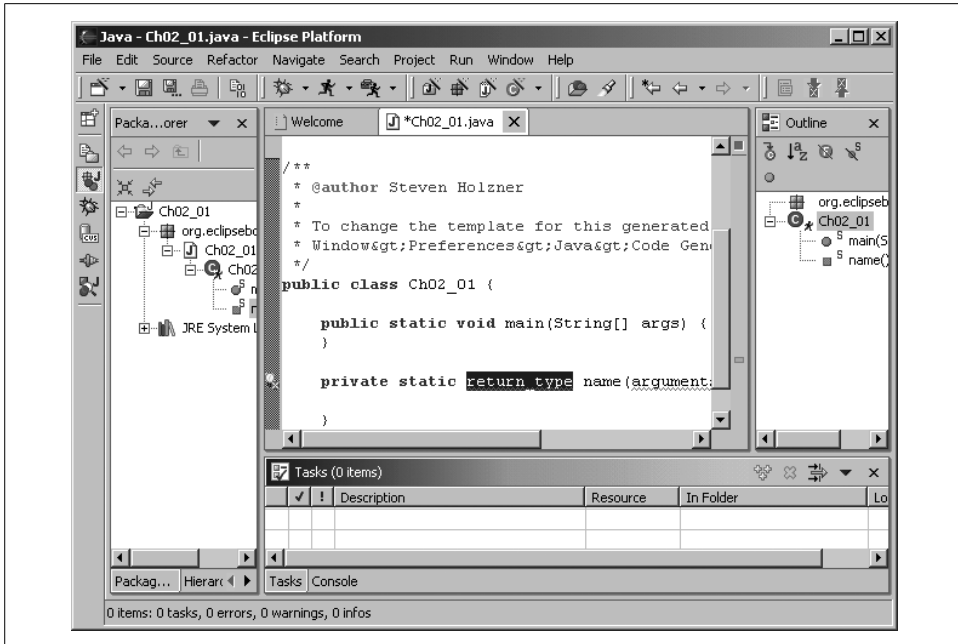 Java - Ch02_01.java - Eclipse Platform
File Edit Source Refactor Navigate Search Project Run Window Help
Packa...orer
Welcome
*Ch02_01.java
Outline
Ch02_01
org.eclipsebo
Ch02_01
Ch02
JRE System L
/**
* @author Steven Holzner
*
* To change the template for this generated
* Window&gt;Preferences&gt;Java&gt;Code Gen
*/
public class Ch02_01 {
public static void main(String[] args) {
}
private static return_type name(arguments
}
org.eclipseb
Ch02_01
main(S
name()
Tasks (0 items)
! Description Resource In Folder Lo
Packag... Hierarc
Tasks Console
0 items: 0 tasks, 0 errors, 0 warnings, 0 infos